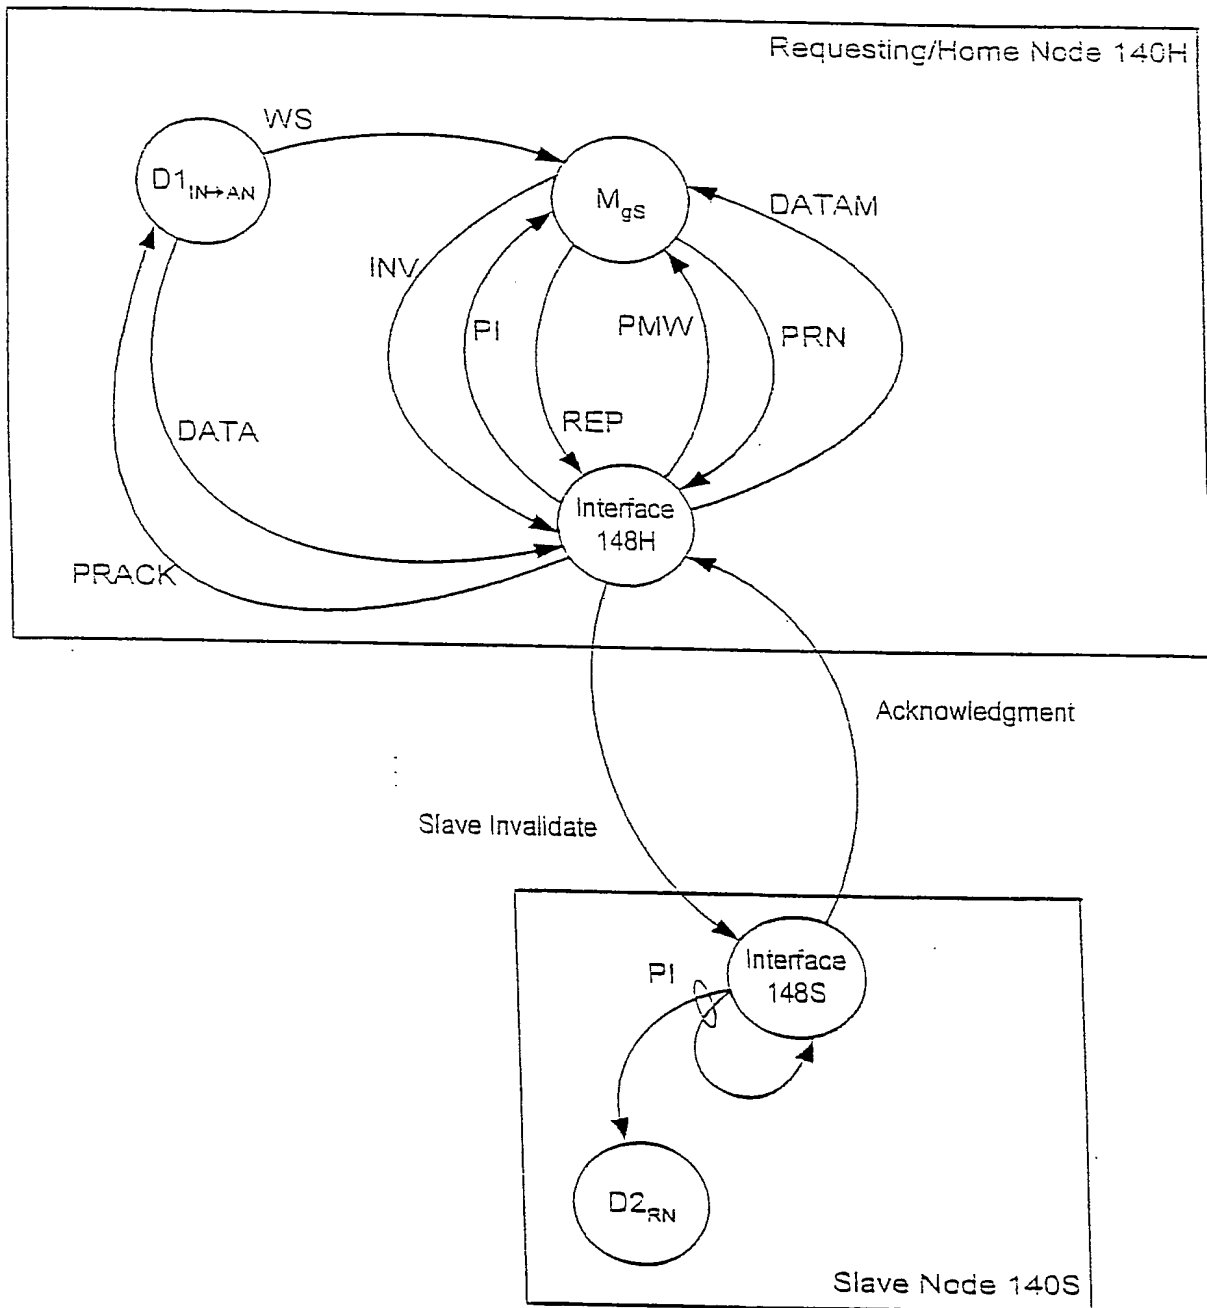 Requesting/Home Node 140H
WS
D1IN→AN
Mgs
DATAM
INV
PI
PMW
PRN
REP
DATA
Interface
148H
PRACK
Acknowledgment
Slave Invalidate
Interface
148S
PI
D2RN
Slave Node 140S